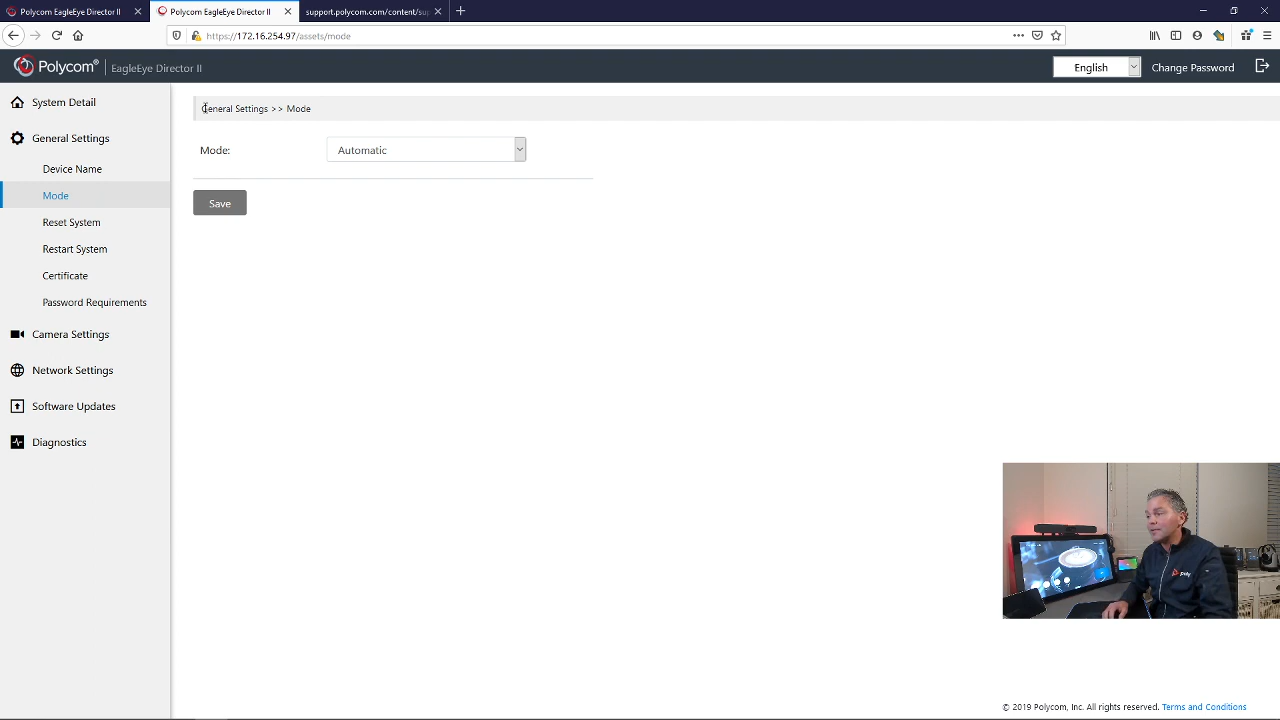 Polycom EagleEye Director II
Polycom EagleEye Director II
support.polycom.com/content/sup
https://172.16.254.97/assets/mode
Polycom®
EagleEye Director II
English
Change Password
System Detail
General Settings
Device Name
Mode
Reset System
Restart System
Certificate
Password Requirements
Camera Settings
Network Settings
Software Updates
Diagnostics
General Settings >> Mode
Mode:
Automatic
Save
poly
© 2019 Polycom, Inc. All rights reserved. Terms and Conditions